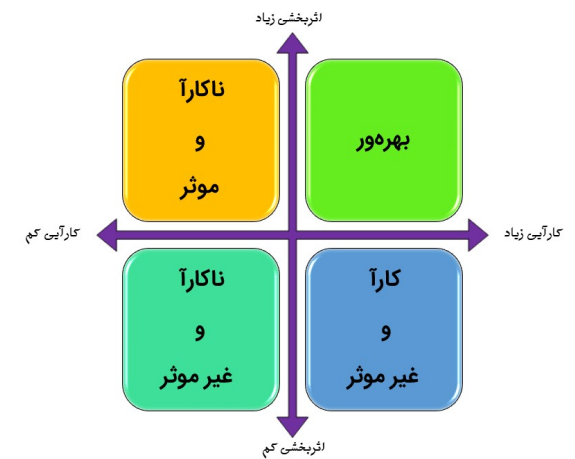 اثربخشی زیاد
بهره‌ور
ناکارآ
و
موثر
کارآیی زیاد
کارآیی کم
کارآ
و
غیر موثر
ناکارآ
و
غیر موثر
اثربخشی کم